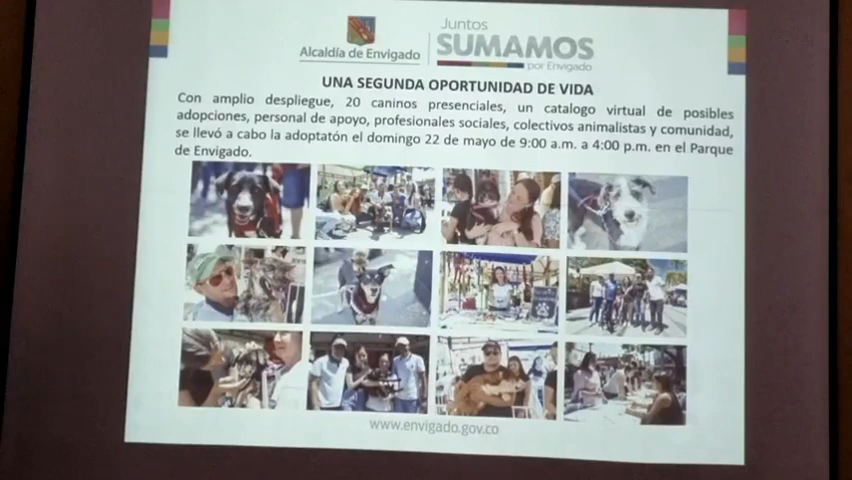 Alcaldía de Envigado
Juntos
SUMAMOS
por Envigado
UNA SEGUNDA OPORTUNIDAD DE VIDA
Con amplio despliegue, 20 caninos presenciales, un catalogo virtual de posibles
adopciones, personal de apoyo, profesionales sociales, colectivos animalistas y comunidad,
se llevó a cabo la adoptatón el domingo 22 de mayo de 9:00 a.m. a 4:00 p.m. en el Parque
de Envigado.
www.envigado.gov.co